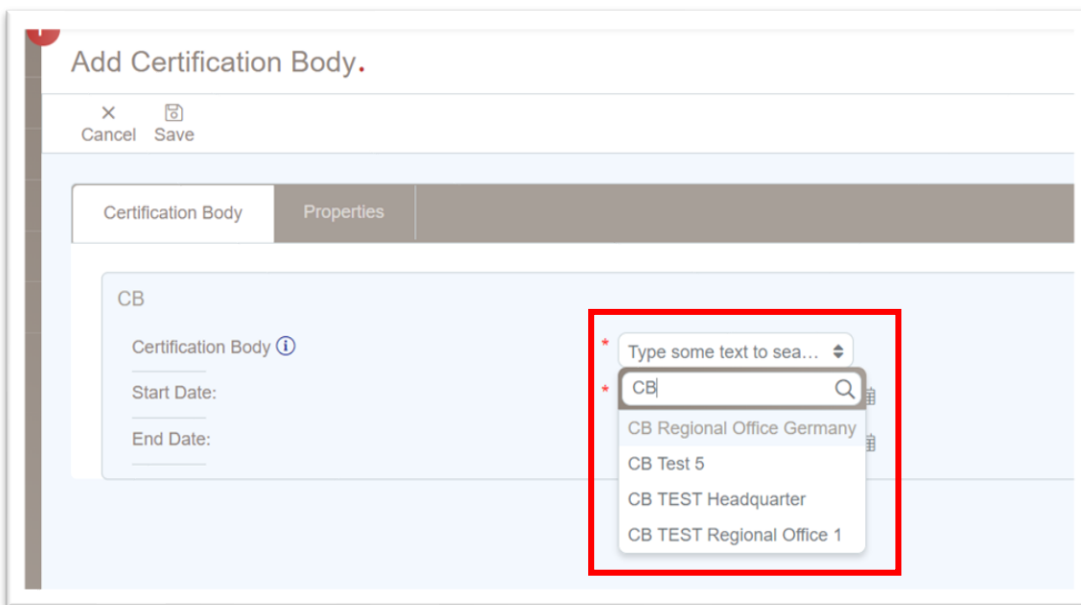 Add Certification Body.
Cancel Save
Certification Body Properties
CB
Certification Body
* Type some text to sea...
Start Date:
* CB
CB Regional Office Germany
End Date:
CB Test 5
CB TEST Headquarter
CB TEST Regional Office 1